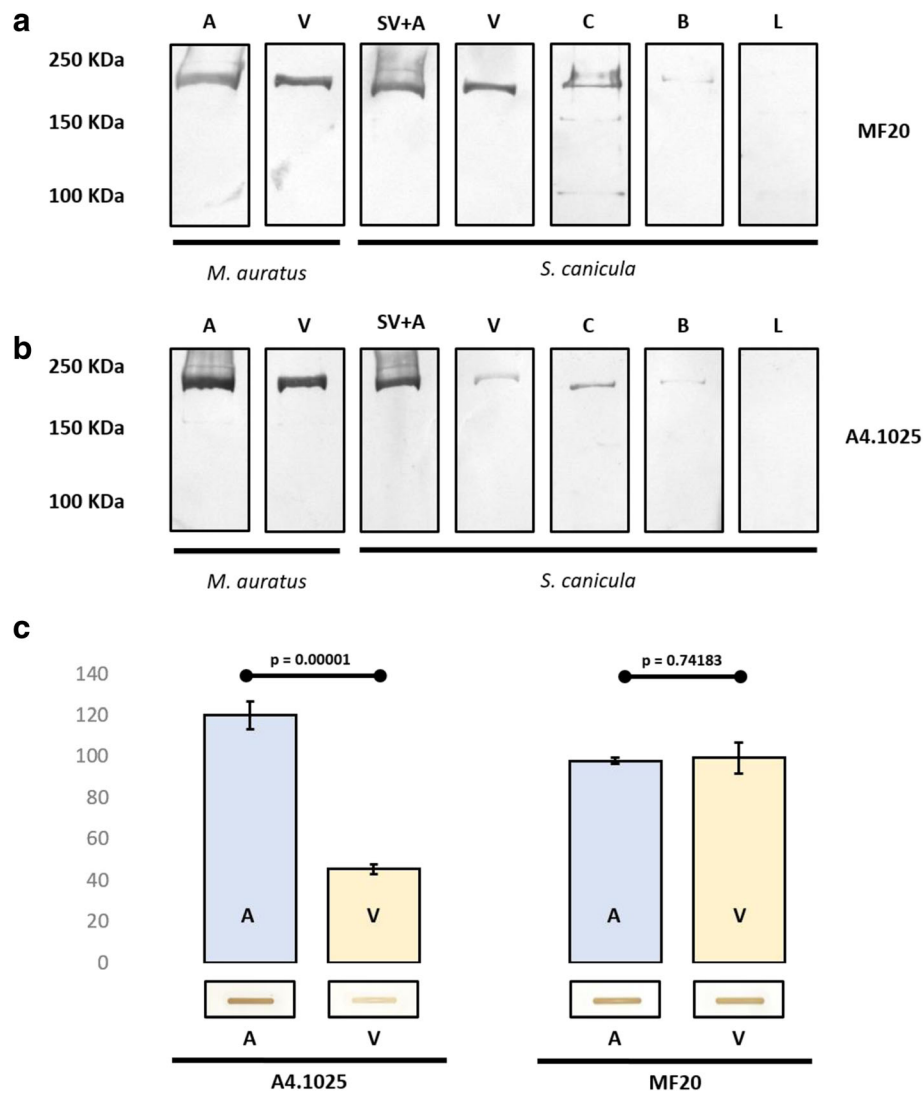 a
A V SV+A V C B L
250 KDa
150 KDa
MF20
100 KDa
M. auratus S. canicula
b
A V SV+A V C B L
250 KDa
150 KDa
A4.1025
100 KDa
M. auratus S. canicula
c
p = 0.00001 p = 0.74183
140
120
100
80
60
40
20
0
A V A V
A V A V
A4.1025 MF20